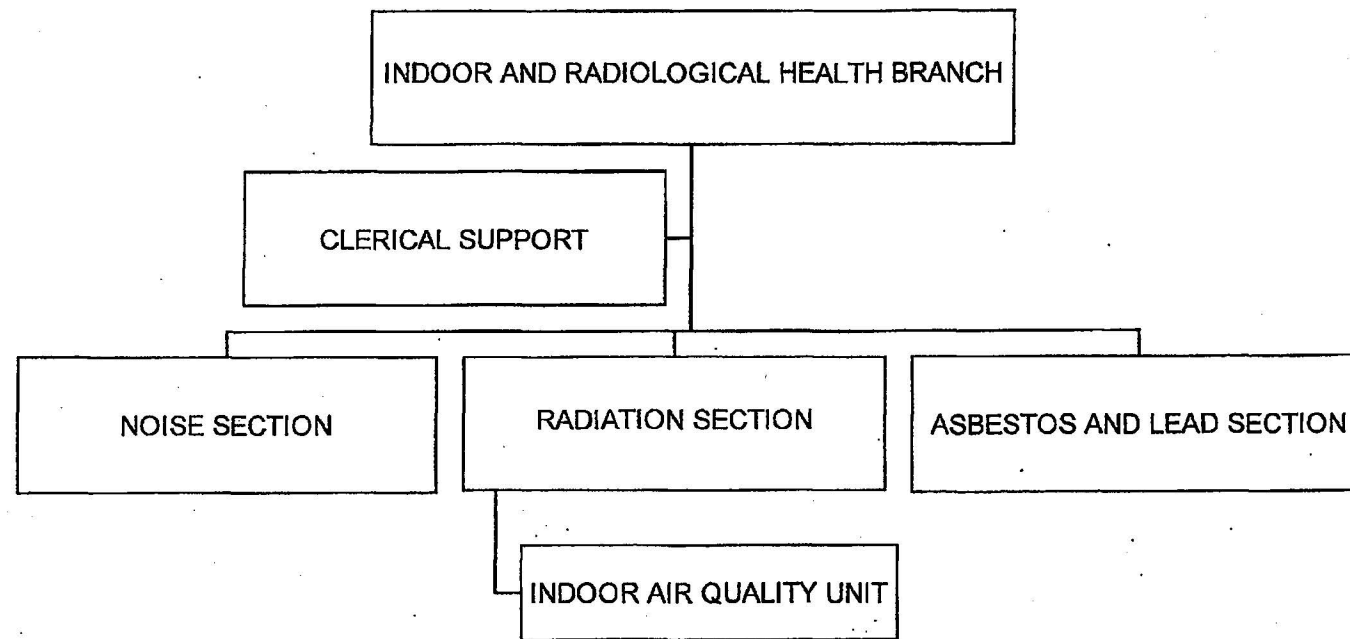 INDOOR AND RADIOLOGICAL HEALTH BRANCH
CLERICAL SUPPORT
NOISE SECTION
RADIATION SECTION
ASBESTOS AND LEAD SECTION
INDOOR AIR QUALITY UNIT